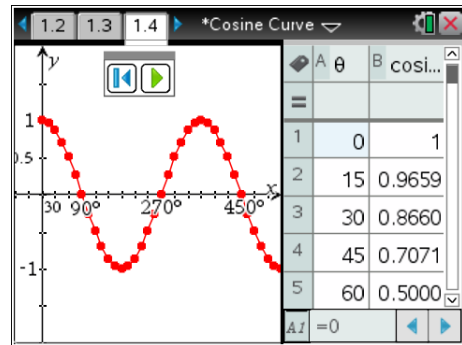 1.2 1.3 1.4 *Cosine Curve
y
1
0.5
-1
30 90° 270° 450° x
A θ B cosi...
=
1 0 1
2 15 0.9659
3 30 0.8660
4 45 0.7071
5 60 0.5000
A1 =0